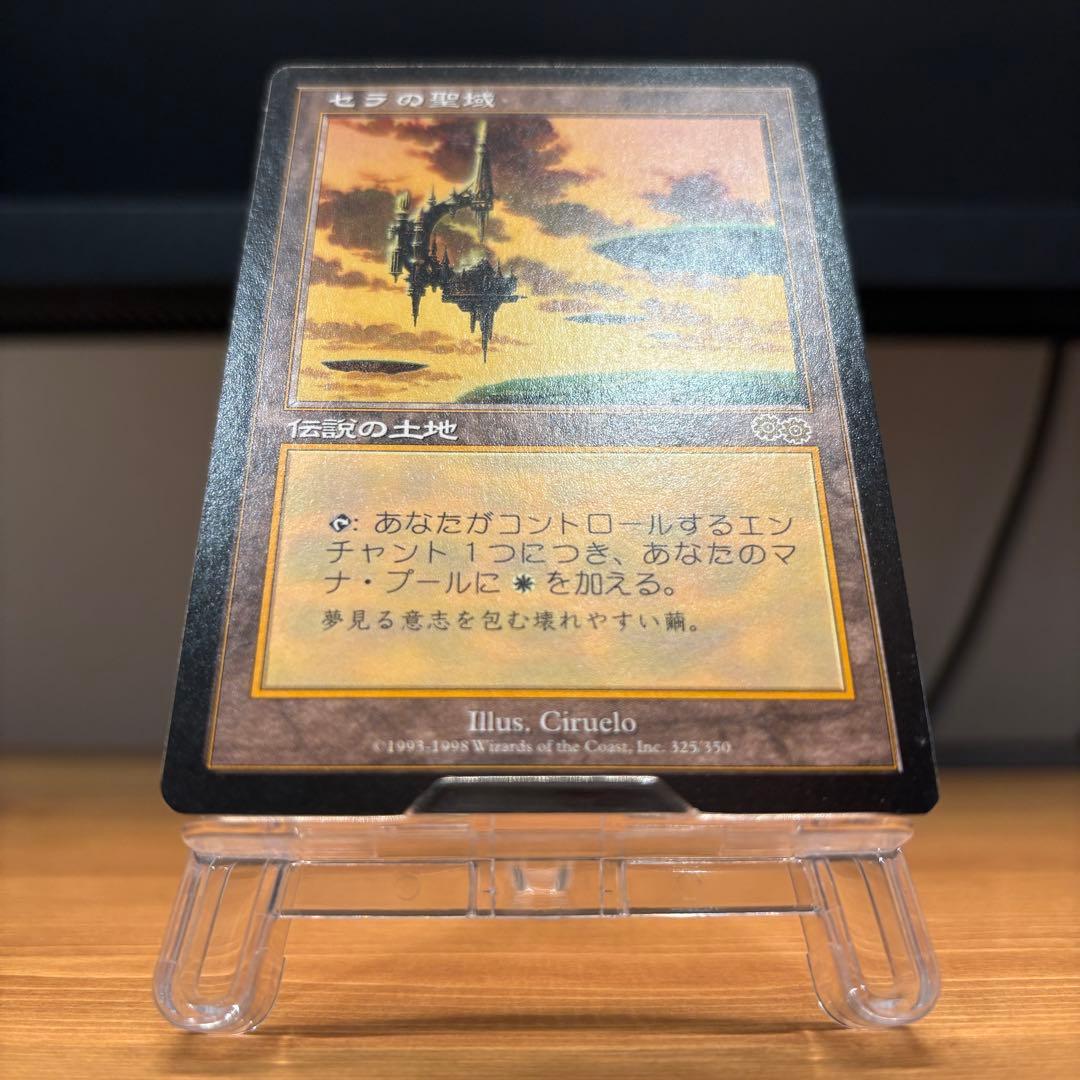 セラの聖域
伝説の土地
: あなたがコントロールするエン
チャント1つにつき、あなたのマ
ナ・プールに を加える。
夢見る意志を包む壊れやすい繭。
Illus. Ciruelo
©1993-1998 Wizards of the Coast, Inc. 325/350